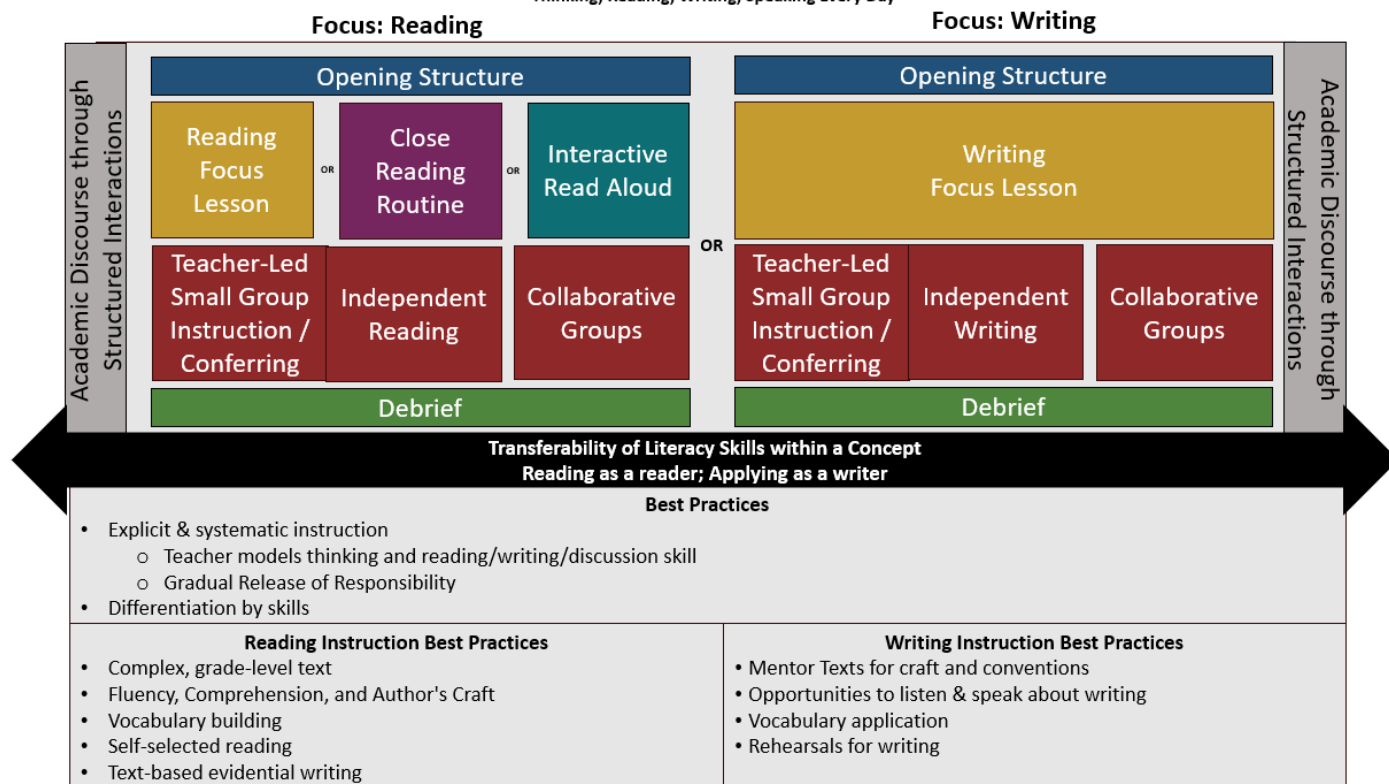 Thinking, Reading, Writing, Speaking Every Day
Focus: Reading
Focus: Writing
Academic Discourse through
Structured Interactions
Opening Structure
Reading
Focus
Lesson
OR
Close
Reading
Routine
OR
Interactive
Read Aloud
Teacher-Led
Small Group
Instruction /
Conferring
Independent
Reading
Collaborative
Groups
Debrief
OR
Opening Structure
Writing
Focus Lesson
Teacher-Led
Small Group
Instruction /
Conferring
Independent
Writing
Collaborative
Groups
Debrief
Academic Discourse through
Structured Interactions
Transferability of Literacy Skills within a Concept
Reading as a reader; Applying as a writer
Best Practices
• Explicit & systematic instruction
o Teacher models thinking and reading/writing/discussion skill
o Gradual Release of Responsibility
• Differentiation by skills
Reading Instruction Best Practices
• Complex, grade-level text
• Fluency, Comprehension, and Author's Craft
• Vocabulary building
• Self-selected reading
• Text-based evidential writing
Writing Instruction Best Practices
• Mentor Texts for craft and conventions
• Opportunities to listen & speak about writing
• Vocabulary application
• Rehearsals for writing